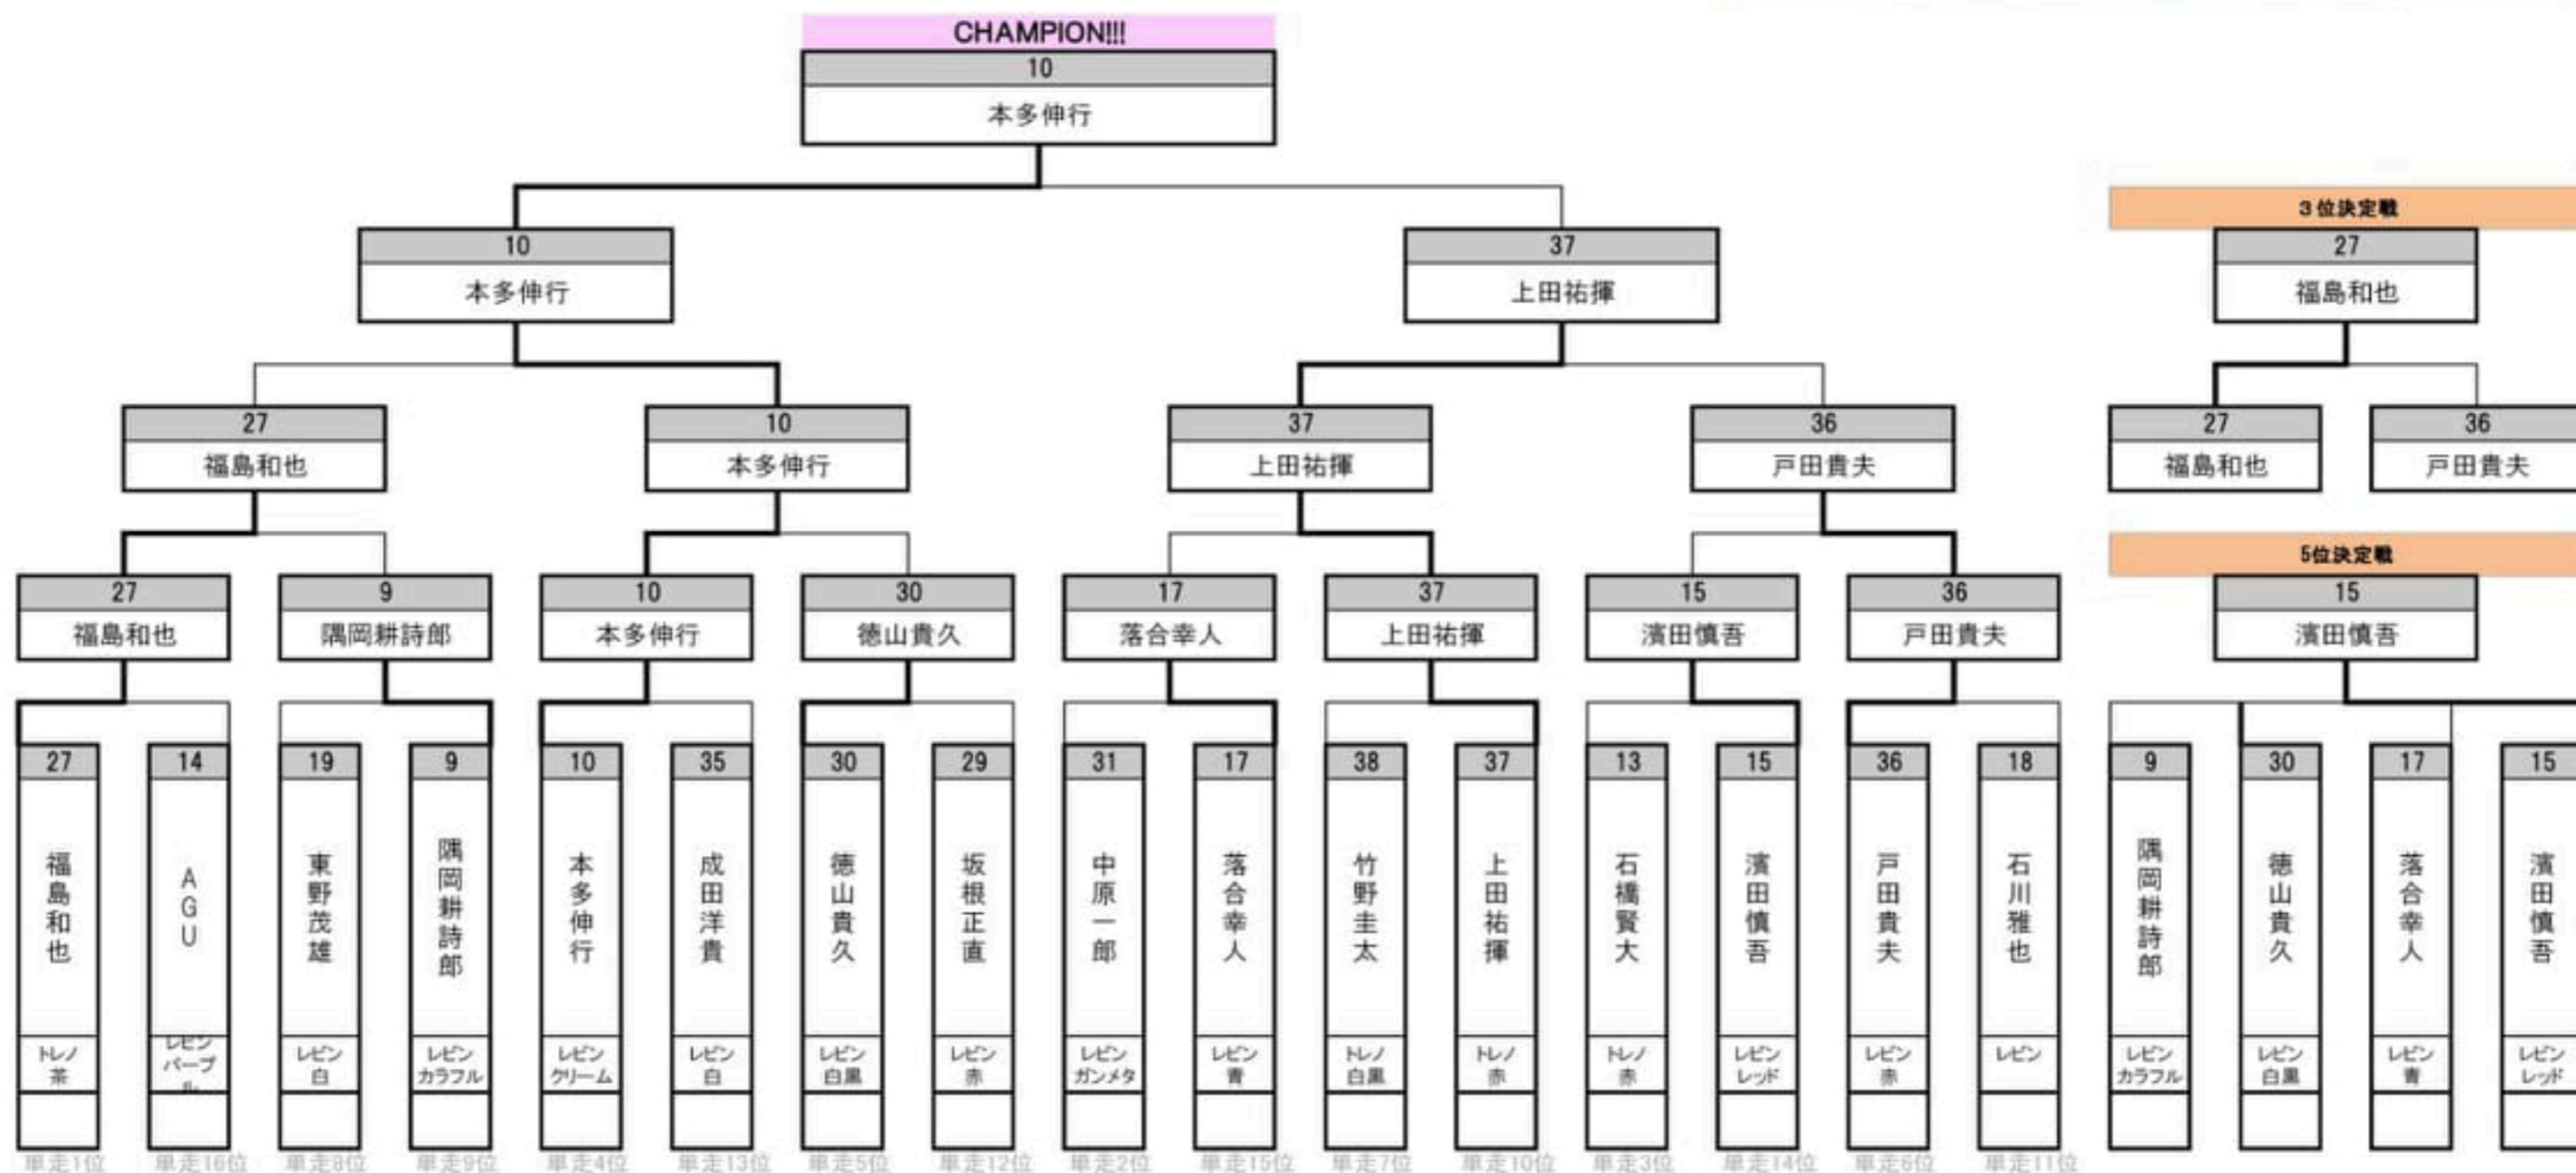 CHAMPION!!!
10
本多伸行
10
本多伸行
37
上田祐揮
3位決定戦
27
福島和也
27
福島和也
10
本多伸行
37
上田祐揮
36
戸田貴夫
27
福島和也
36
戸田貴夫
5位決定戦
15
濱田慎吾
27
福島和也
9
隅岡耕詩郎
10
本多伸行
30
徳山貴久
17
落合幸人
37
上田祐揮
15
濱田慎吾
36
戸田貴夫
27
福島和也
トレノ
茶
単走1位
14
AGU
レビン
パープ
ル
単走16位
19
東野茂雄
レビン
白
単走8位
9
隅岡耕詩郎
レビン
カラフル
単走9位
10
本多伸行
レビン
クリーム
単走4位
35
成田洋貴
レビン
白
単走13位
30
徳山貴久
レビン
白黒
単走5位
29
坂根正直
レビン
赤
単走12位
31
中原一郎
レビン
ガンメタ
単走2位
17
落合幸人
レビン
青
単走15位
38
竹野圭太
トレノ
白黒
単走7位
37
上田祐揮
トレノ
赤
単走10位
13
石橋賢大
トレノ
赤
単走3位
15
濱田慎吾
レビン
レッド
単走14位
36
戸田貴夫
レビン
赤
単走6位
18
石川雅也
レビン
単走11位
9
隅岡耕詩郎
レビン
カラフル
30
徳山貴久
レビン
白黒
17
落合幸人
レビン
青
15
濱田慎吾
レビン
レッド